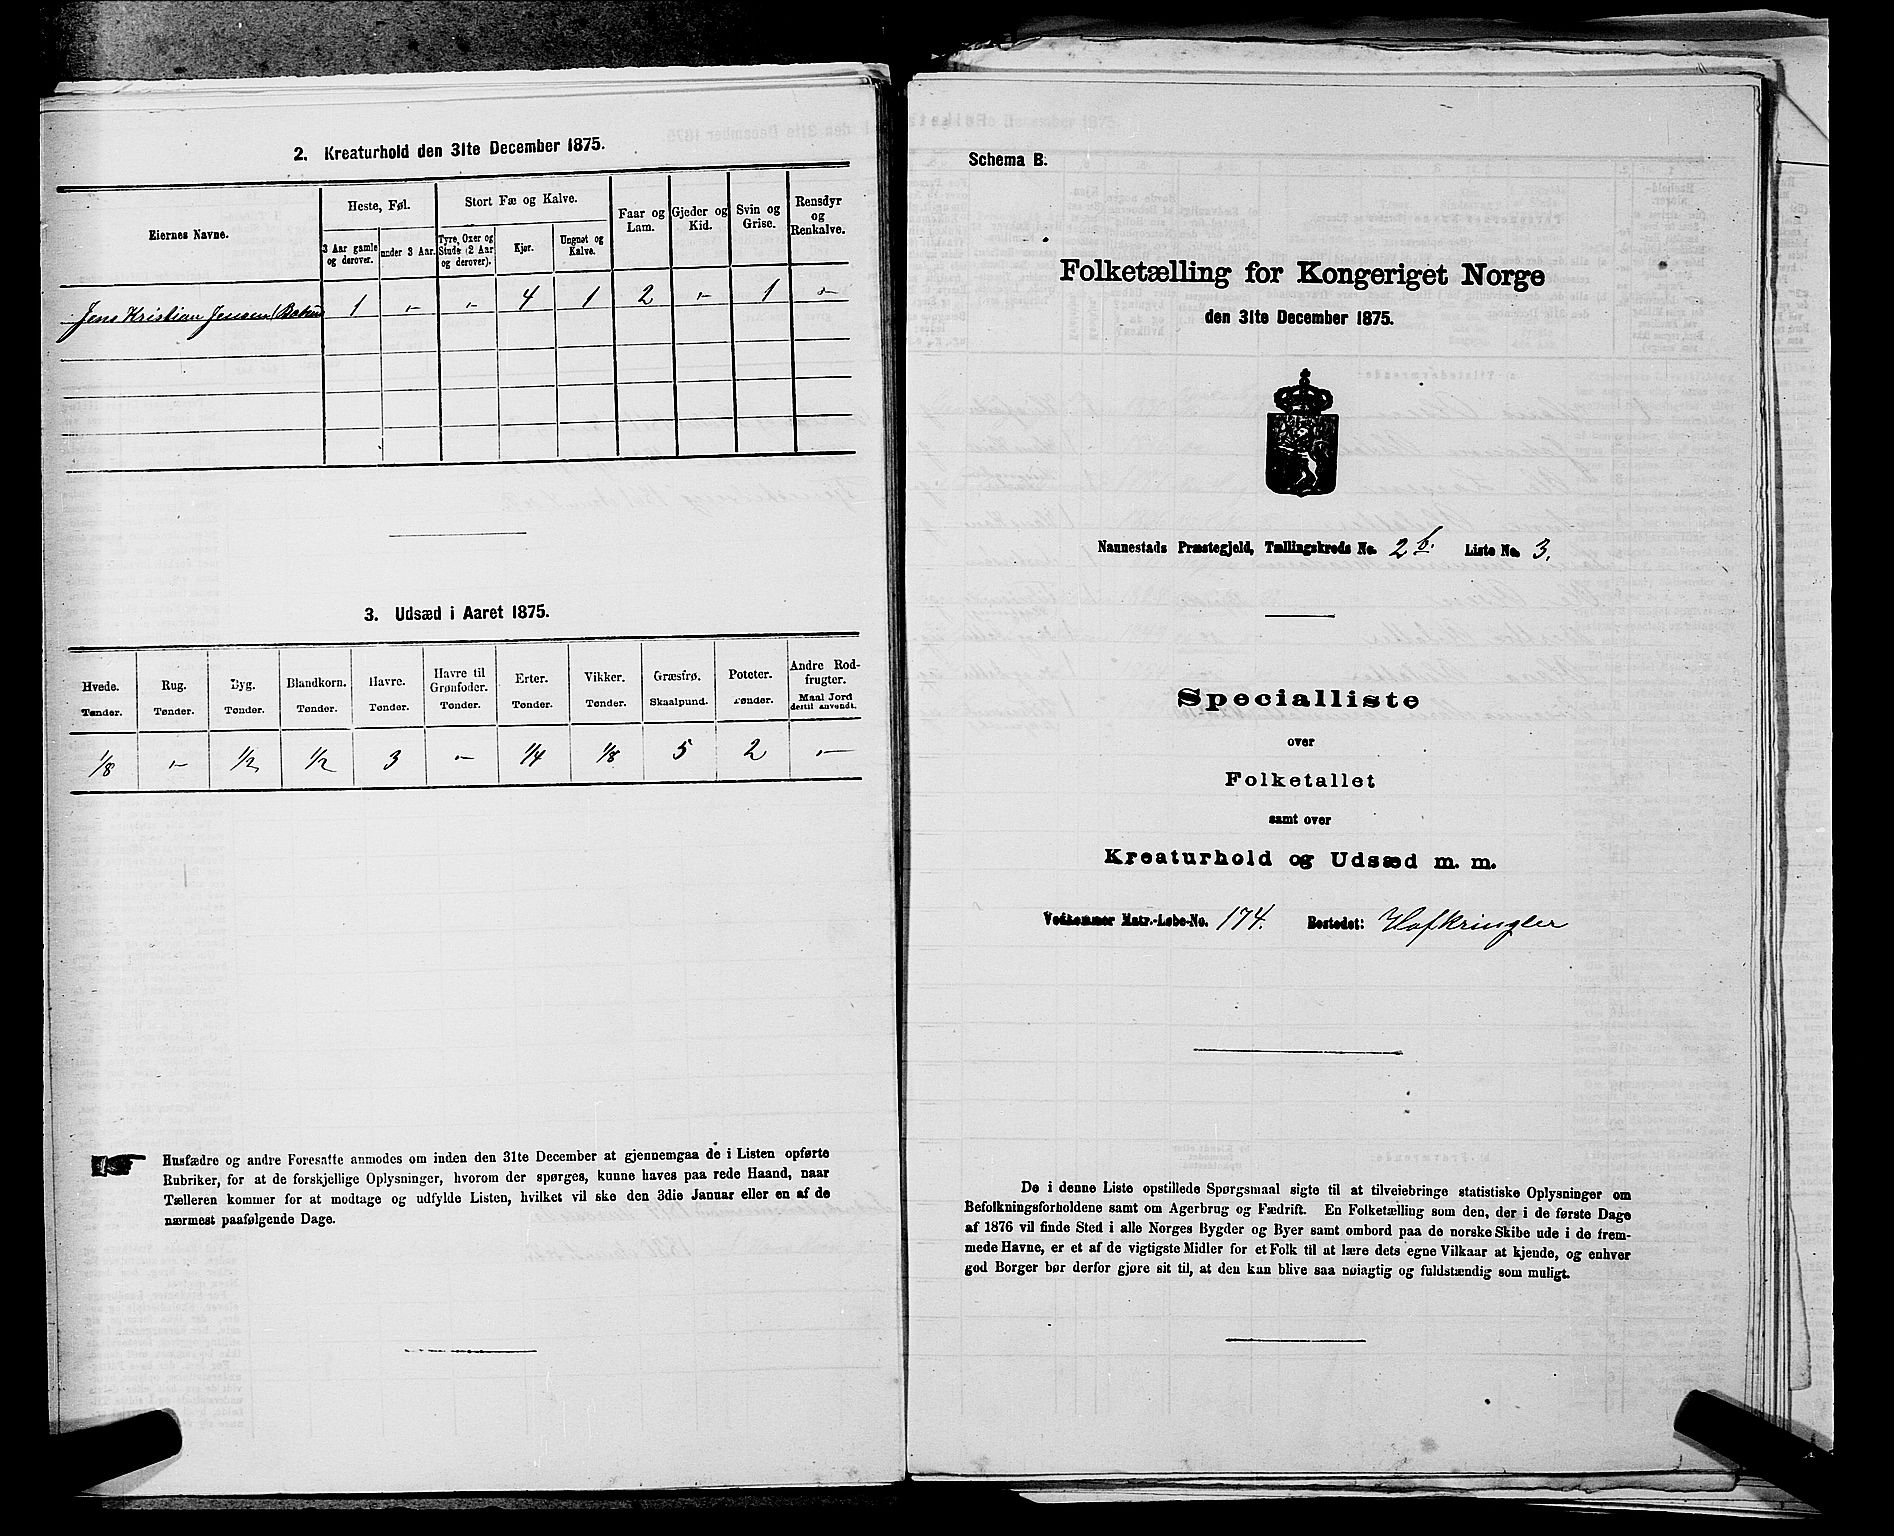 2. Kreaturhold den 31te December 1875.
Eiernes Navne.
Heste, Føl.
Stort Fæ og Kalve.
Faar og Lam.
Gjeder og Kid.
Svin og Grise.
Rensdyr og Renkalve.
3 Aar gamle og derover.
under 3 Aar.
Tyre, Oxer og Stude (2 Aar og derover).
Kjør.
Ungnøt og Kalve.
Jens Kristian Jensen 1 - - 4 1 2 - 1 -
3. Udsæd i Aaret 1875.
Hvede. Rug. Byg. Blandkorn. Havre. Havre til Grønfoder. Erter. Vikker. Græsfrø. Poteter. Andre Rodfrugter.
Tønder. Tønder. Tønder. Tønder. Tønder. Tønder. Tønder. Tønder. Skaalpund. Tønder. Maal Jord dertil anvendt.
1/8 - 1/2 1/2 3 - 1/4 1/8 5 2 -
Husfædre og andre Foresatte anmodes om inden den 31te December at gjennemgaa de i Listen opførte
Rubriker, for at de forskjellige Oplysninger, hvorom der spørges, kunne haves paa rede Haand, naar
Tælleren kommer for at modtage og udfylde Listen, hvilket vil ske den 3die Januar eller en af de
nærmest paafølgende Dage.
Schema B.
Folketælling for Kongeriget Norge
den 31te December 1875.
Nannestads Præstegjeld, Tællingskreds No. 2 b. Liste No. 3.
Specialliste
over
Folketallet
samt over
Kreaturhold og Udsæd m. m.
Vedkommer Matr.-Løbe-No. 174. Bostedet: Hofkringler
De i denne Liste opstillede Spørgsmaal sigte til at tilveiebringe statistiske Oplysninger om
Befolkningsforholdene samt om Agerbrug og Fædrift. En Folketælling som den, der i de første Dage
af 1876 vil finde Sted i alle Norges Bygder og Byer samt ombord paa de norske Skibe ude i de frem-
mede Havne, er et af de vigtigste Midler for et Folk til at lære dets egne Vilkaar at kjende, og enhver
god Borger bør derfor gjøre sit til, at den kan blive saa nøiagtig og fuldstændig som muligt.